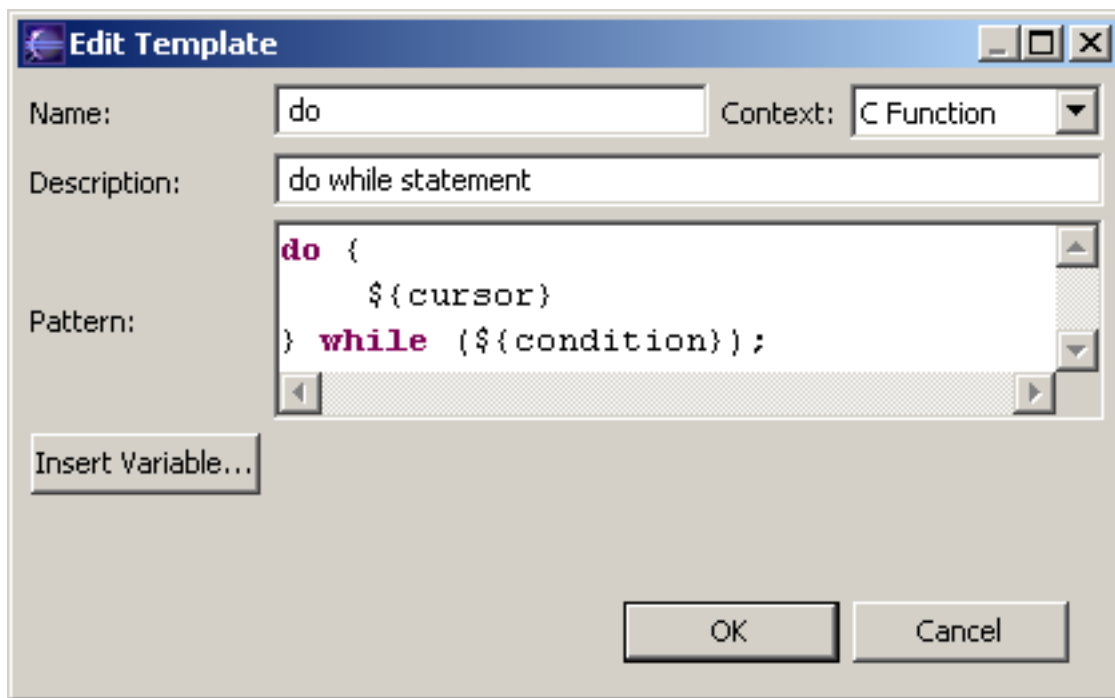 Edit Template
Name: do Context: C Function
Description: do while statement
Pattern:
do {
    ${cursor}
} while (${condition});
Insert Variable...
OK Cancel